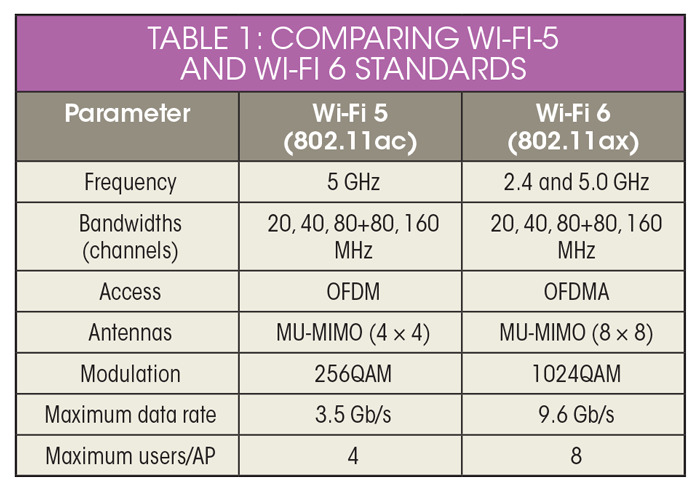 TABLE 1: COMPARING WI-FI-5
AND WI-FI 6 STANDARDS
Parameter Wi-Fi 5 (802.11ac) Wi-Fi 6 (802.11ax)
Frequency 5 GHz 2.4 and 5.0 GHz
Bandwidths (channels) 20, 40, 80+80, 160 MHz 20, 40, 80+80, 160 MHz
Access OFDM OFDMA
Antennas MU-MIMO (4 × 4) MU-MIMO (8 × 8)
Modulation 256QAM 1024QAM
Maximum data rate 3.5 Gb/s 9.6 Gb/s
Maximum users/AP 4 8